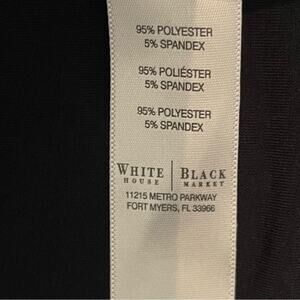 95% POLYESTER
5% SPANDEX
95% POLIÉSTER
5% SPANDEX
95% POLYESTER
5% SPANDEX
WHITE | BLACK
HOUSE | MARKET
11215 METRO PARKWAY
FORT MYERS, FL 33966